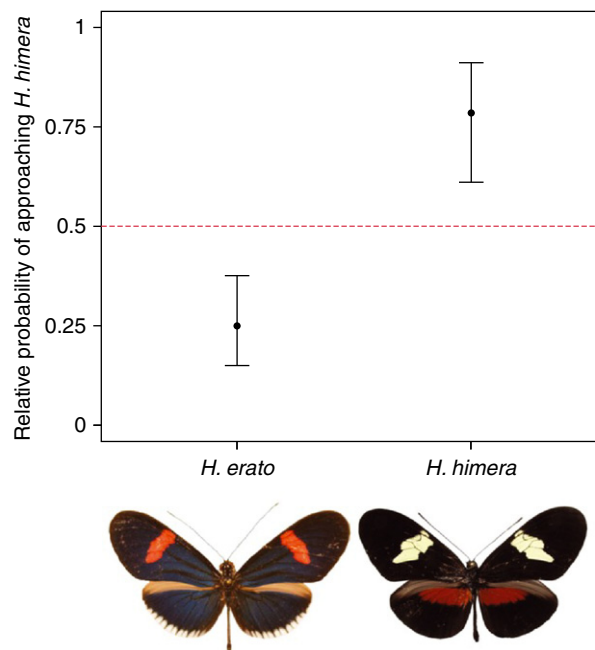 Relative probability of approaching H. himera
1
0.75
0.5
0.25
0
H. erato
H. himera